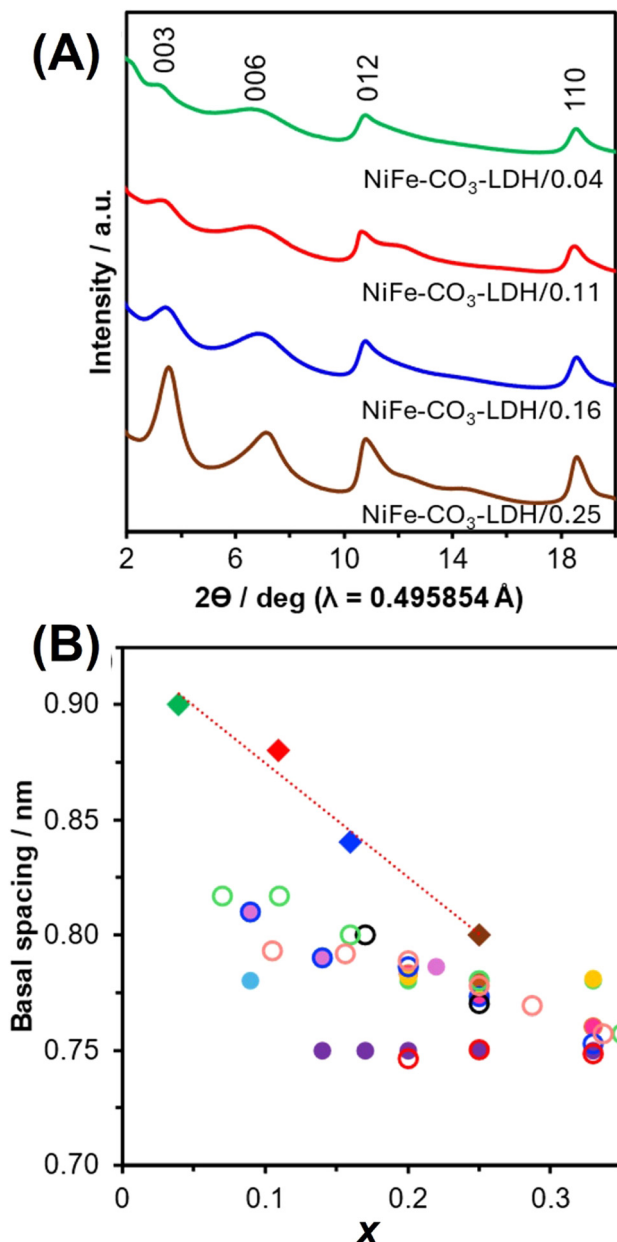 (A)
003
006
012
110
NiFe-CO₃-LDH/0.04
NiFe-CO₃-LDH/0.11
NiFe-CO₃-LDH/0.16
NiFe-CO₃-LDH/0.25
Intensity / a.u.
2 6 10 14 18
2Θ / deg (λ = 0.495854 Å)
(B)
0.90
0.85
0.80
0.75
0.70
Basal spacing / nm
0 0.1 0.2 0.3
x